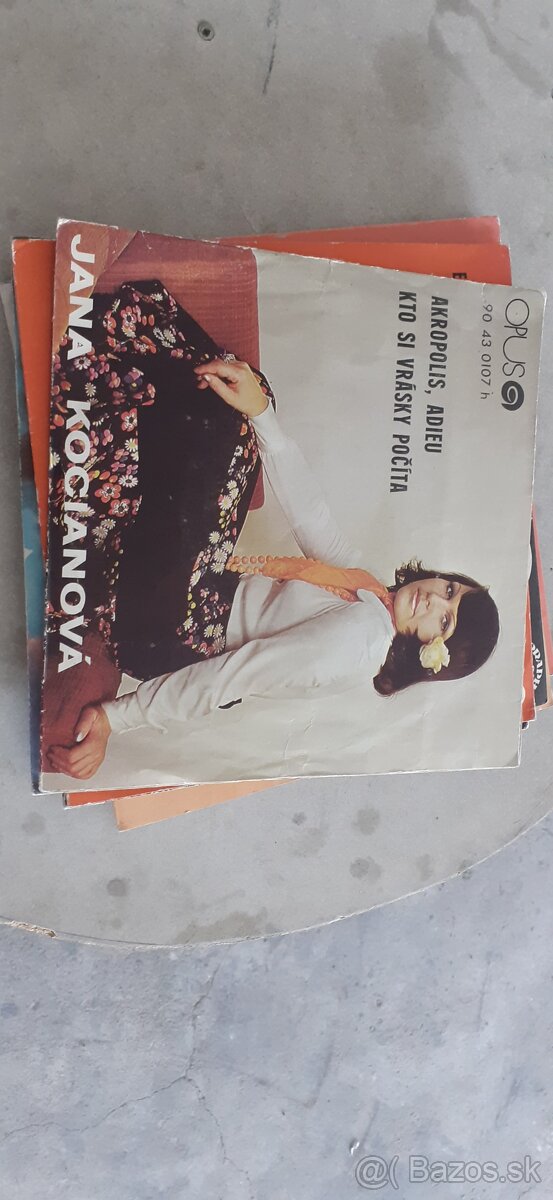 OPUS
90 43 0107 h
AKROPOLIS, ADIEU
KTO SI VRÁSKY POČÍTA
JANA KOCIANOVÁ
@( Bazos.sk